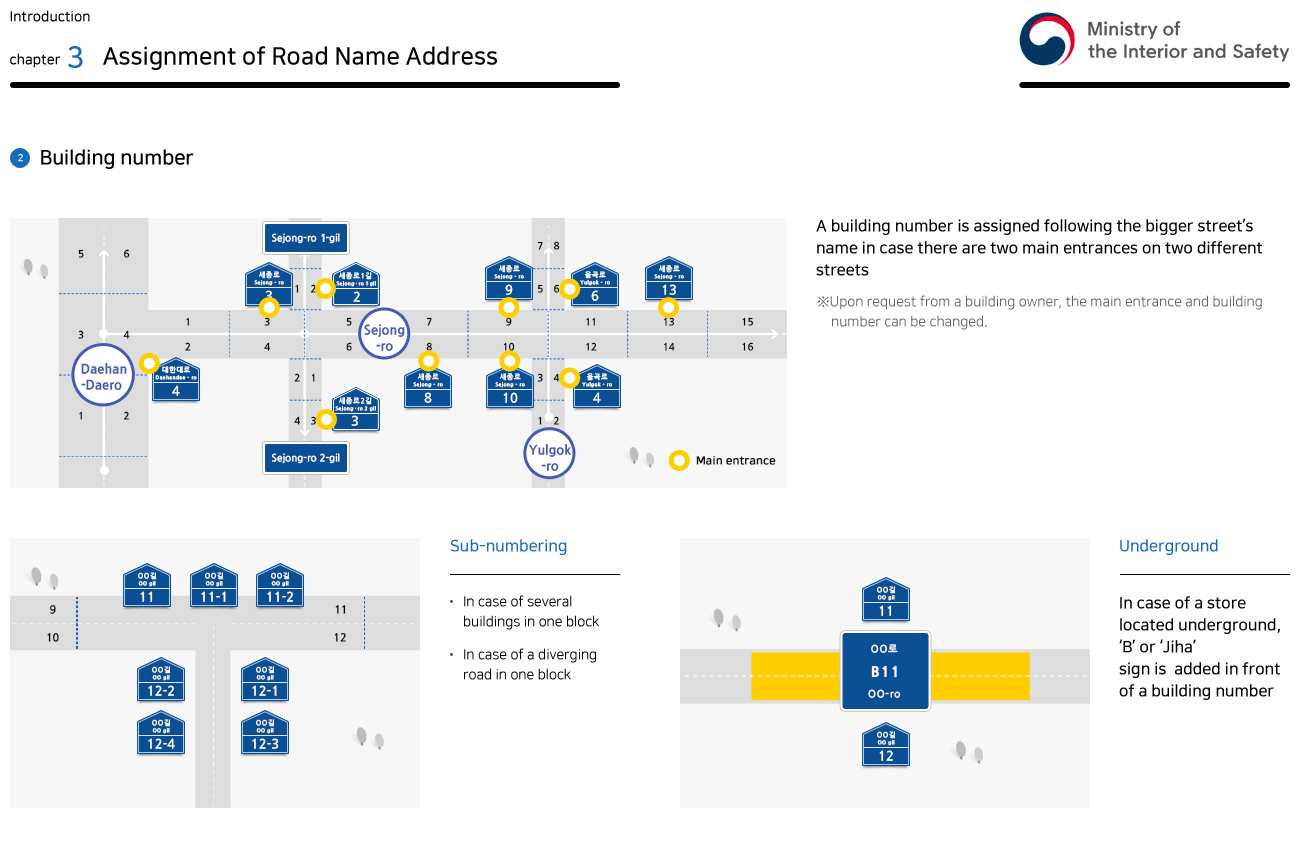 Introduction
chapter 3 Assignment of Road Name Address
Ministry of
the Interior and Safety
2 Building number
Sejong-ro 1-gil
5 6
7 8
세종로
Sejong - ro
3
1 2
세종로1길
Sejong - ro 1 gil
2
세종로
Sejong - ro
9
5 6
율곡로
Yulgok - ro
6
세종로
Sejong - ro
13
1 3 5 7 9 11 13 15
3 4
Sejong
-ro
2 4 6 8 10 12 14 16
Daehan
-Daero
대한대로
Daehandae - ro
4
2 1
세종로
Sejong - ro
8
세종로
Sejong - ro
10
3 4
율곡로
Yulgok - ro
4
1 2
4 3
세종로2길
Sejong - ro 2 gil
3
1 2
Sejong-ro 2-gil
Yulgok
-ro
Main entrance
A building number is assigned following the bigger street's
name in case there are two main entrances on two different
streets
※Upon request from a building owner, the main entrance and building
number can be changed.
OO길
OO gil
11
OO길
OO gil
11-1
OO길
OO gil
11-2
9 11
10 12
OO길
OO gil
12-2
OO길
OO gil
12-1
OO길
OO gil
12-4
OO길
OO gil
12-3
Sub-numbering
• In case of several
buildings in one block
• In case of a diverging
road in one block
OO길
OO gil
11
OO로
B11
OO-ro
OO길
OO gil
12
Underground
In case of a store
located underground,
'B' or 'Jiha'
sign is added in front
of a building number